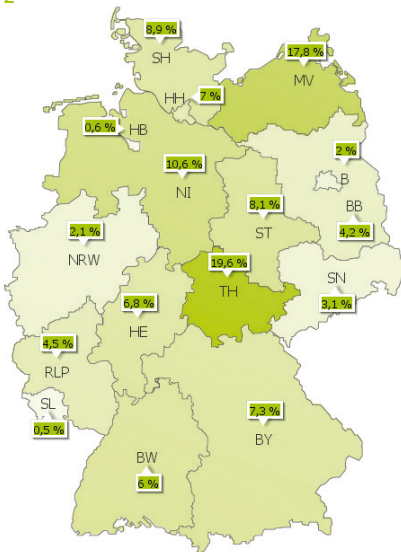 8,9 %
SH
17,8 %
MV
HH
7 %
0,6 %
HB
10,6 %
NI
2 %
B
BB
4,2 %
8,1 %
ST
2,1 %
NRW
19,6 %
TH
SN
3,1 %
6,8 %
HE
4,5 %
RLP
SL
0,5 %
7,3 %
BY
BW
6 %